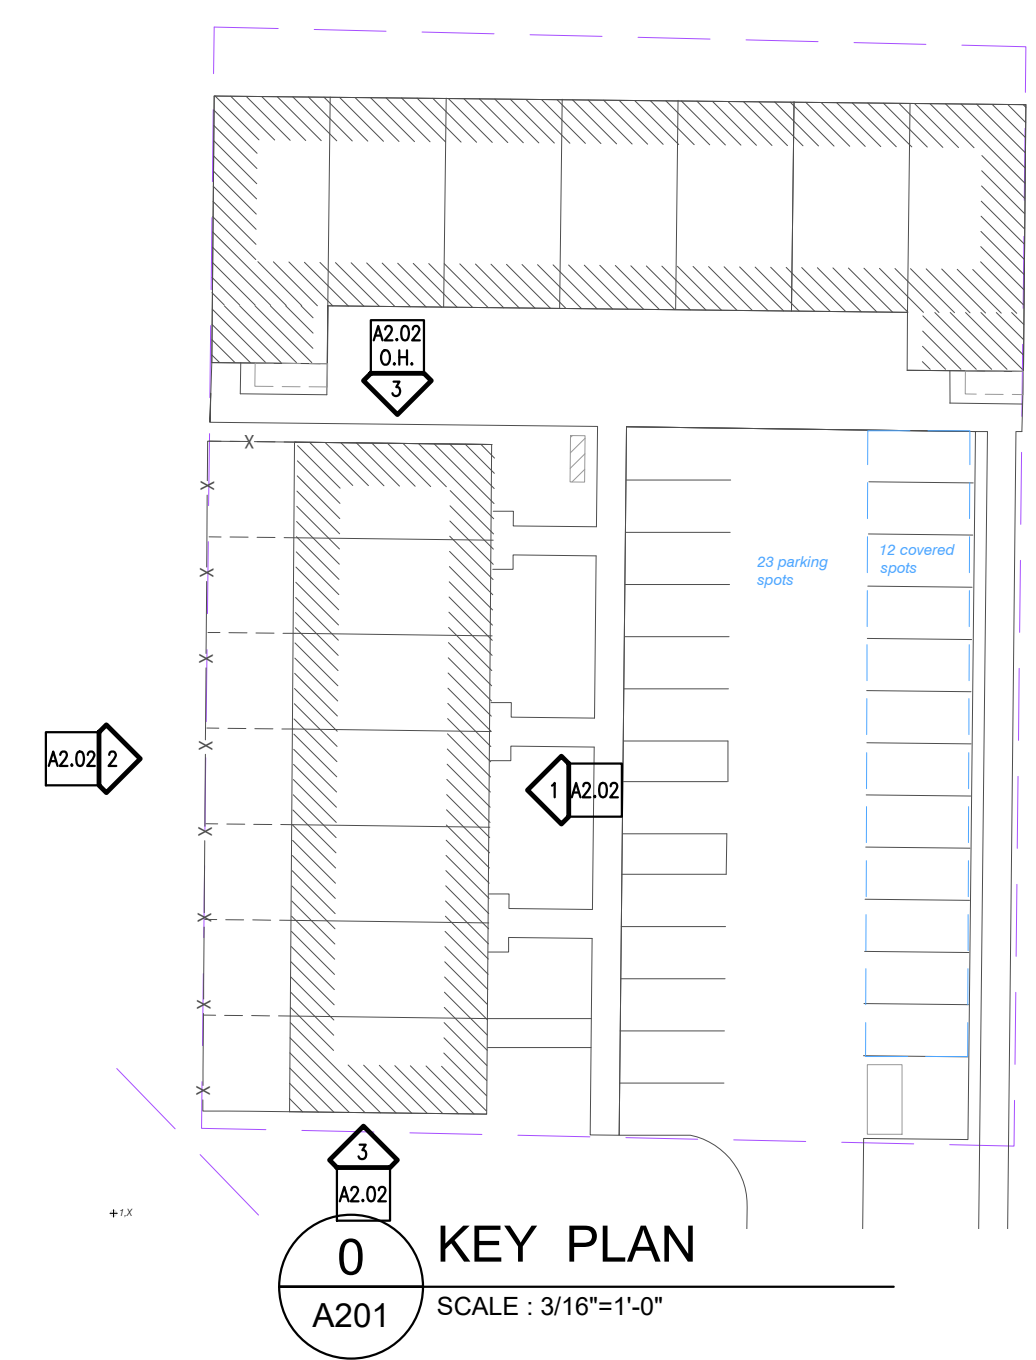 A2.02
O.H.
3
23 parking
spots
12 covered
spots
A2.02 2
1 A2.02
3
A2.02
+1,X
0
A201
KEY PLAN
SCALE : 3/16"=1'-0"